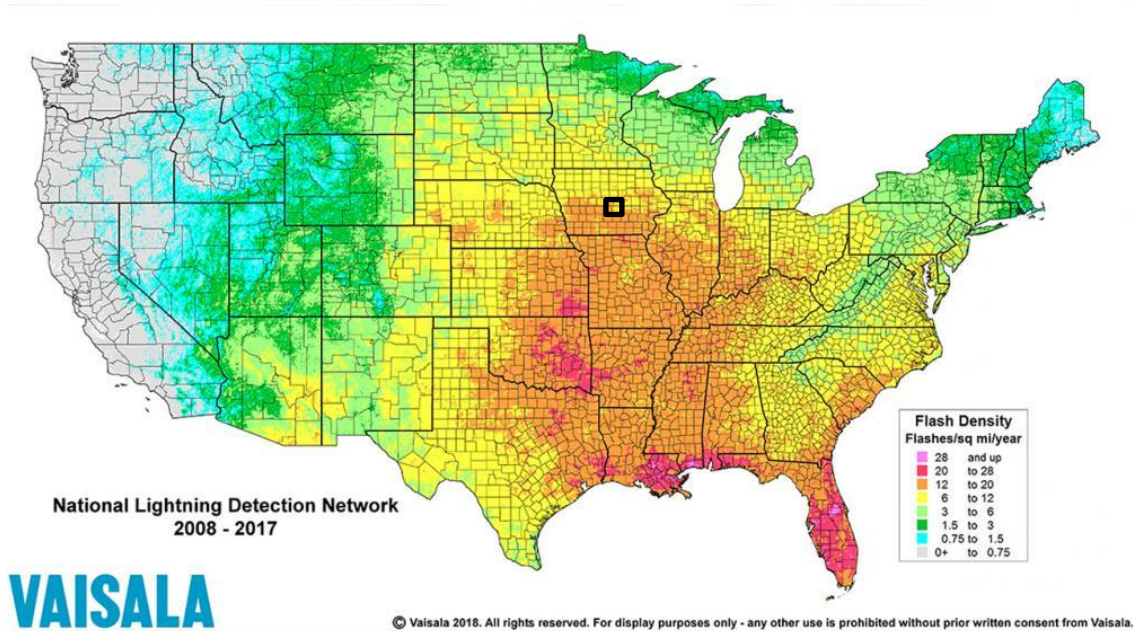 Flash Density
Flashes/sq mi/year
28 and up
20 to 28
12 to 20
6 to 12
3 to 6
1.5 to 3
0.75 to 1.5
0+ to 0.75
National Lightning Detection Network
2008 - 2017
VAISALA
© Vaisala 2018. All rights reserved. For display purposes only - any other use is prohibited without prior written consent from Vaisala.